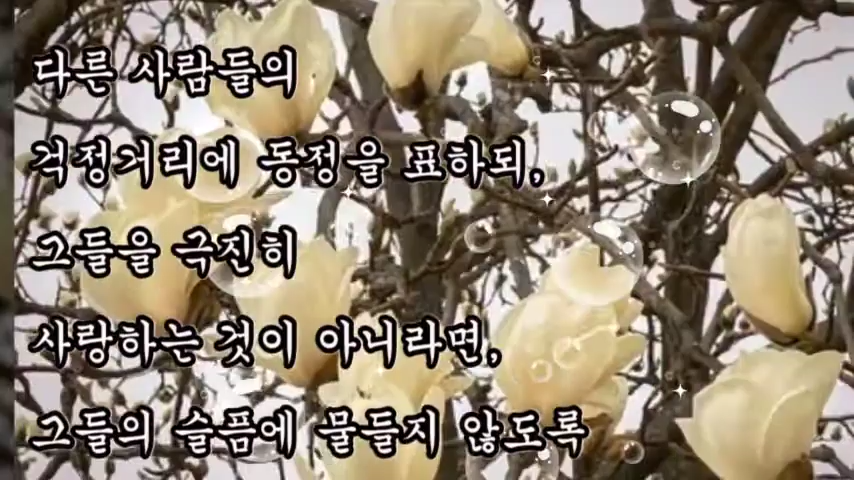 다른 사람들의
걱정거리에 동정을 표하되,
그들을 극진히
사랑하는 것이 아니라면,
그들의 슬픔에 물들지 않도록